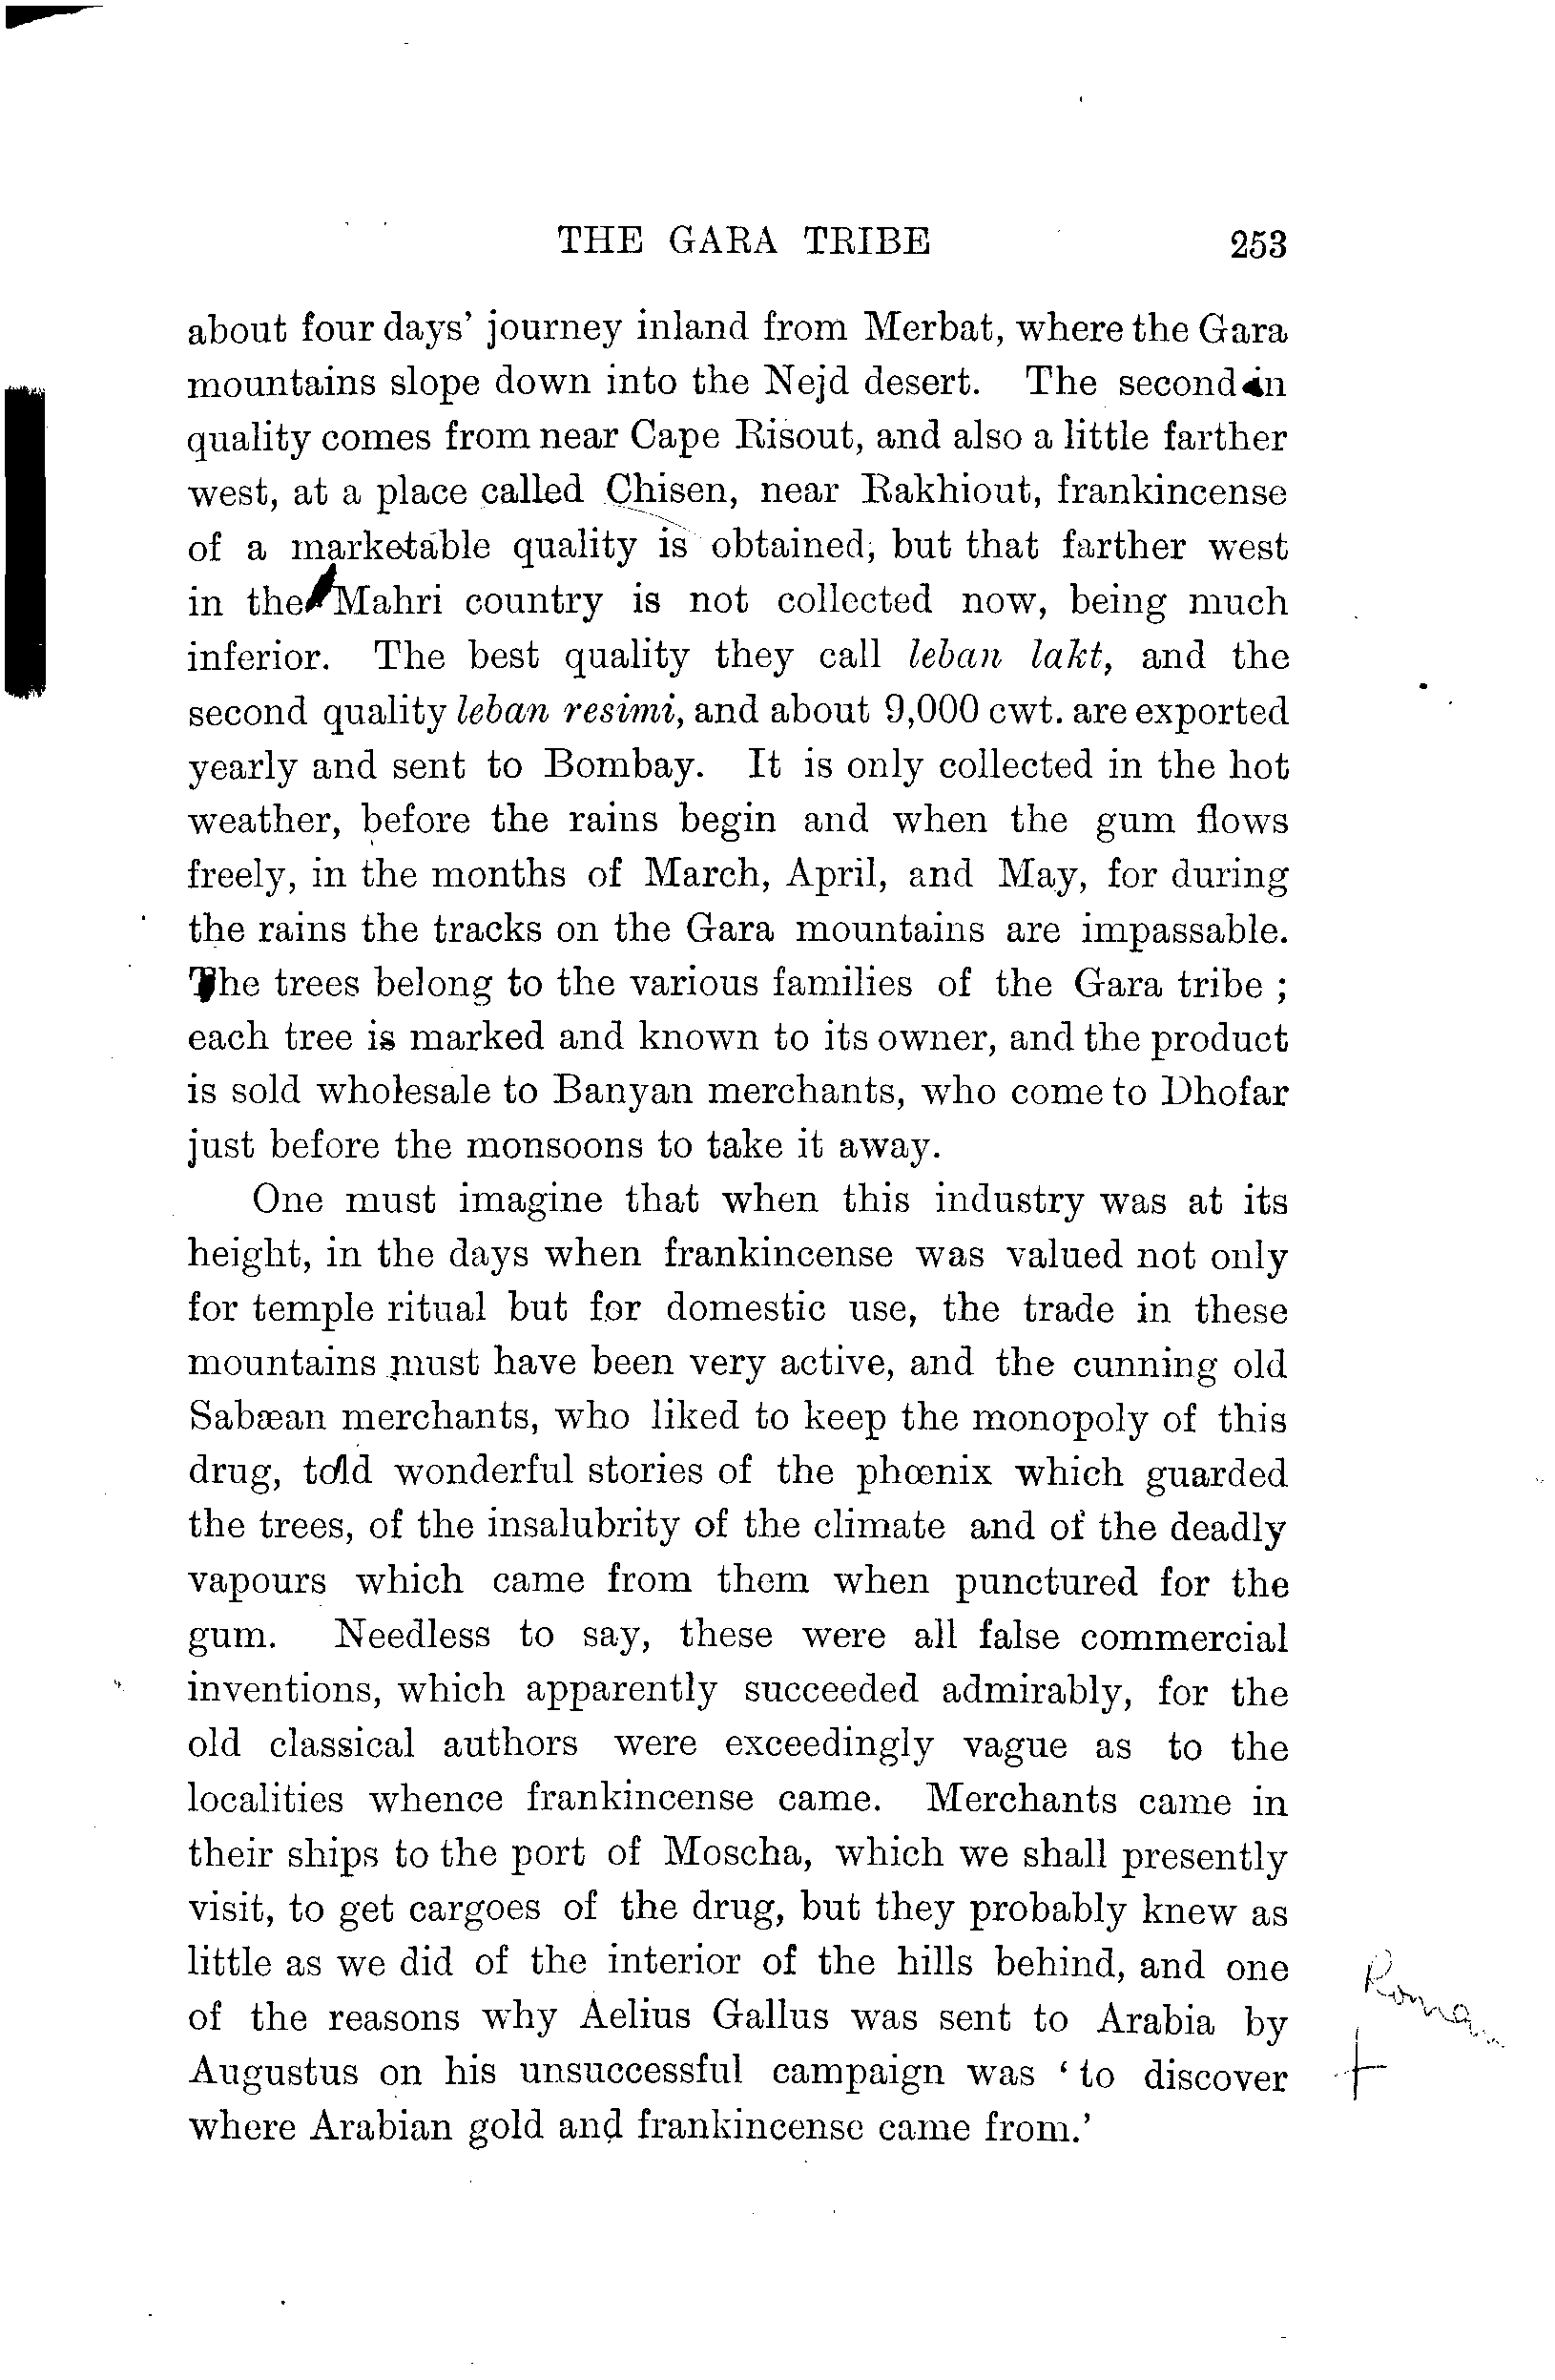 THE GARA TRIBE 253
about four days' journey inland from Merbat, where the Gara
mountains slope down into the Nejd desert. The second in
quality comes from near Cape Risout, and also a little farther
west, at a place called Chisen, near Rakhiout, frankincense
of a marketable quality is obtained, but that farther west
in the Mahri country is not collected now, being much
inferior. The best quality they call leban lakt, and the
second quality leban resimi, and about 9,000 cwt. are exported
yearly and sent to Bombay. It is only collected in the hot
weather, before the rains begin and when the gum flows
freely, in the months of March, April, and May, for during
the rains the tracks on the Gara mountains are impassable.
The trees belong to the various families of the Gara tribe ;
each tree is marked and known to its owner, and the product
is sold wholesale to Banyan merchants, who come to Dhofar
just before the monsoons to take it away.
One must imagine that when this industry was at its
height, in the days when frankincense was valued not only
for temple ritual but for domestic use, the trade in these
mountains must have been very active, and the cunning old
Sabæan merchants, who liked to keep the monopoly of this
drug, told wonderful stories of the phœnix which guarded
the trees, of the insalubrity of the climate and of the deadly
vapours which came from them when punctured for the
gum. Needless to say, these were all false commercial
inventions, which apparently succeeded admirably, for the
old classical authors were exceedingly vague as to the
localities whence frankincense came. Merchants came in
their ships to the port of Moscha, which we shall presently
visit, to get cargoes of the drug, but they probably knew as
little as we did of the interior of the hills behind, and one
of the reasons why Aelius Gallus was sent to Arabia by
Augustus on his unsuccessful campaign was ' to discover
where Arabian gold and frankincense came from.'
Roman
+